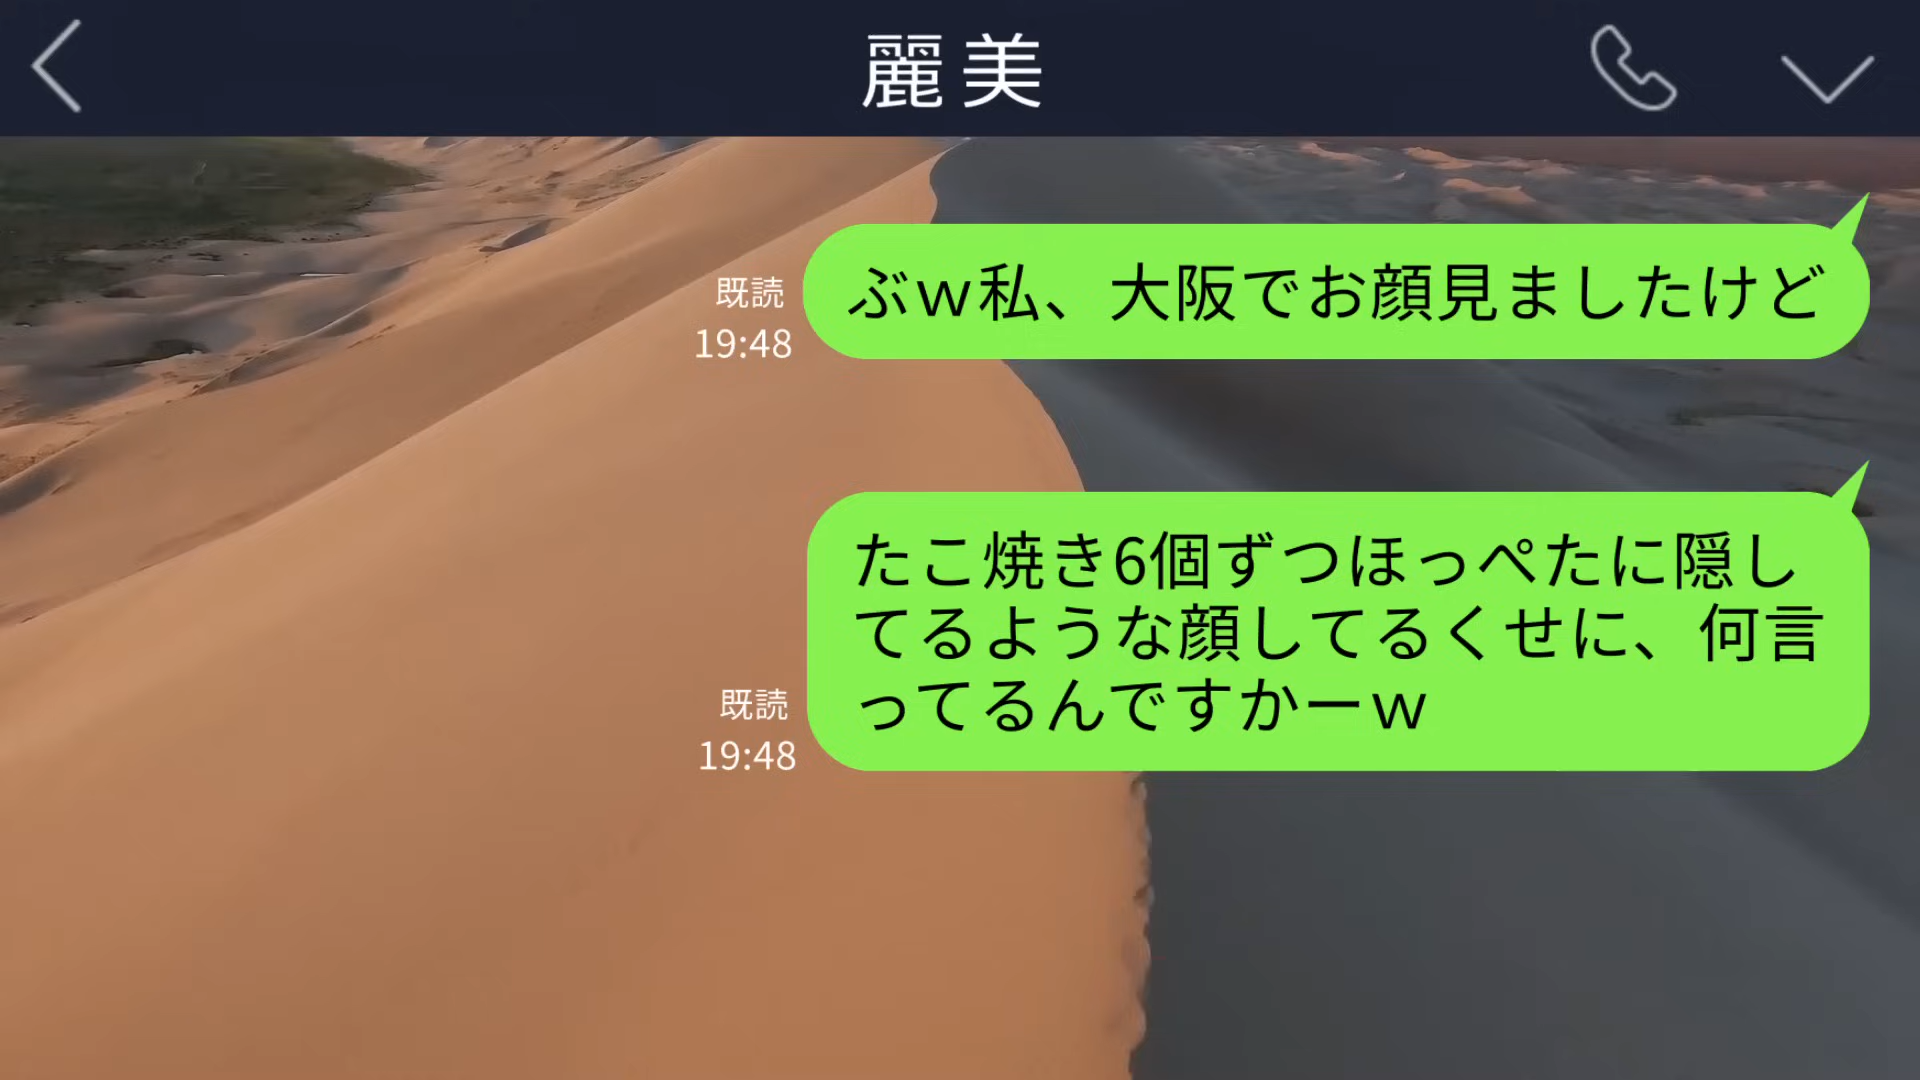 麗美
ぶw私、大阪でお顔見ましたけど
既読
19:48
たこ焼き6個ずつほっぺたに隠し
てるような顔してるくせに、何言
ってるんですかーw
既読
19:48